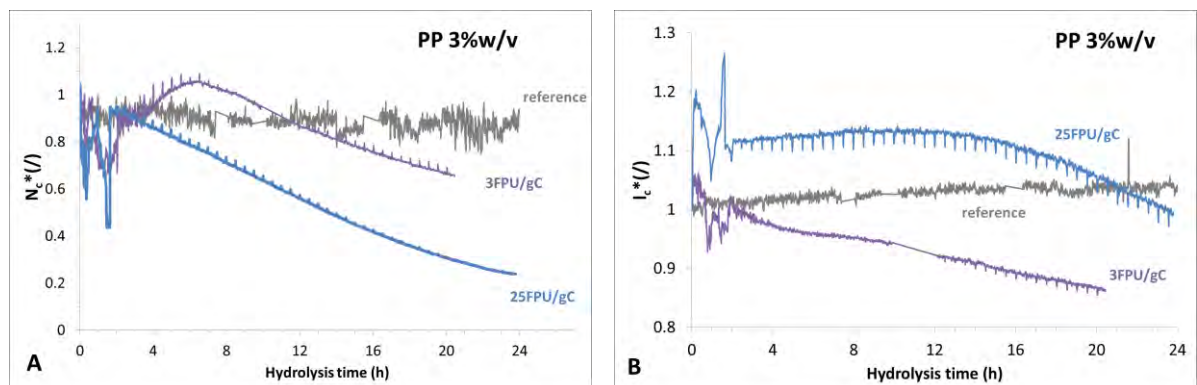 PP 3%w/v
1.2
1
0.8
0.6
0.4
0.2
0
N_c*(/)
reference
3FPU/gC
25FPU/gC
0 4 8 12 16 20 24
A
Hydrolysis time (h)
PP 3%w/v
1.3
1.2
1.1
1
0.9
0.8
I_c*(/)
25FPU/gC
reference
3FPU/gC
0 4 8 12 16 20 24
B
Hydrolysis time (h)